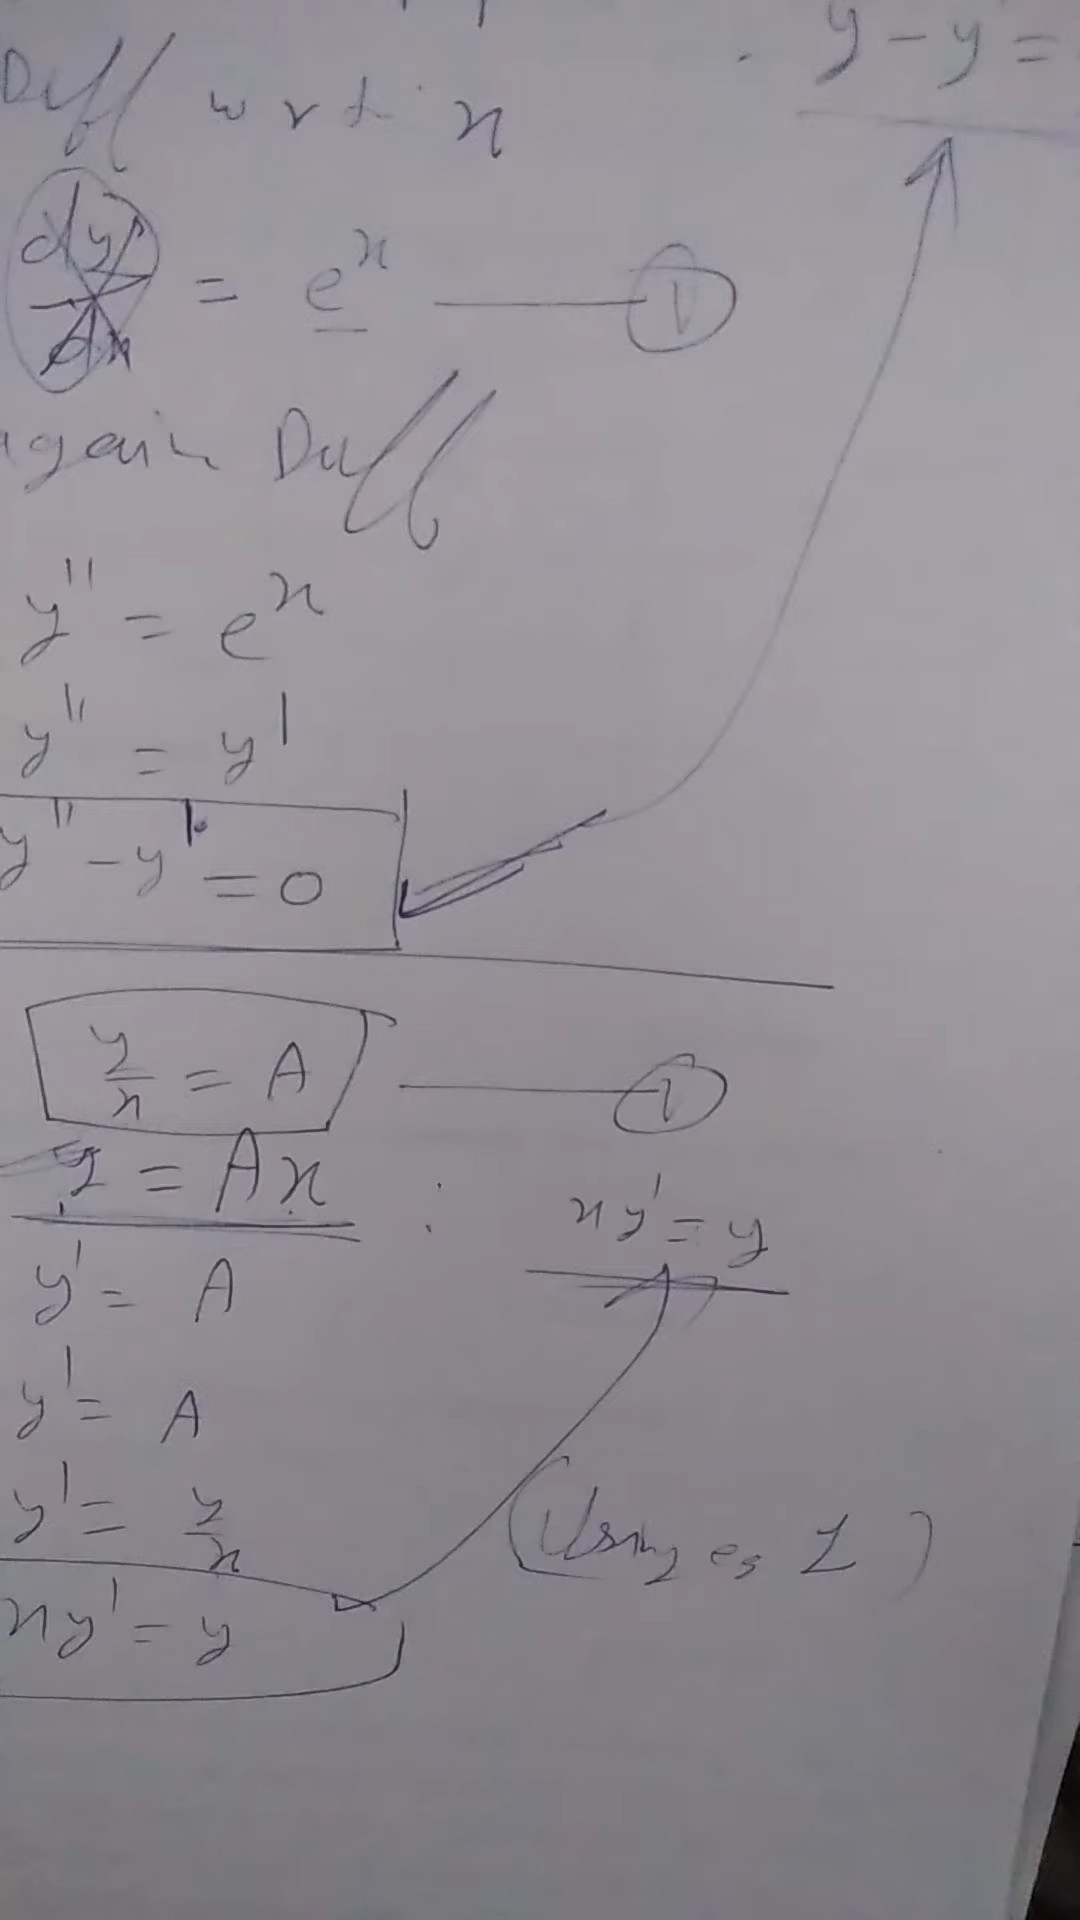 y - y =
Diff w r t x
dy/dx = e^x ——— ①
again Diff
y'' = e^x
y'' = y'
y'' - y' = 0
y/x = A ——— ①
y = Ax : xy' = y
y' = A
y' = A
y' = y/x (Using eq 1)
xy' = y